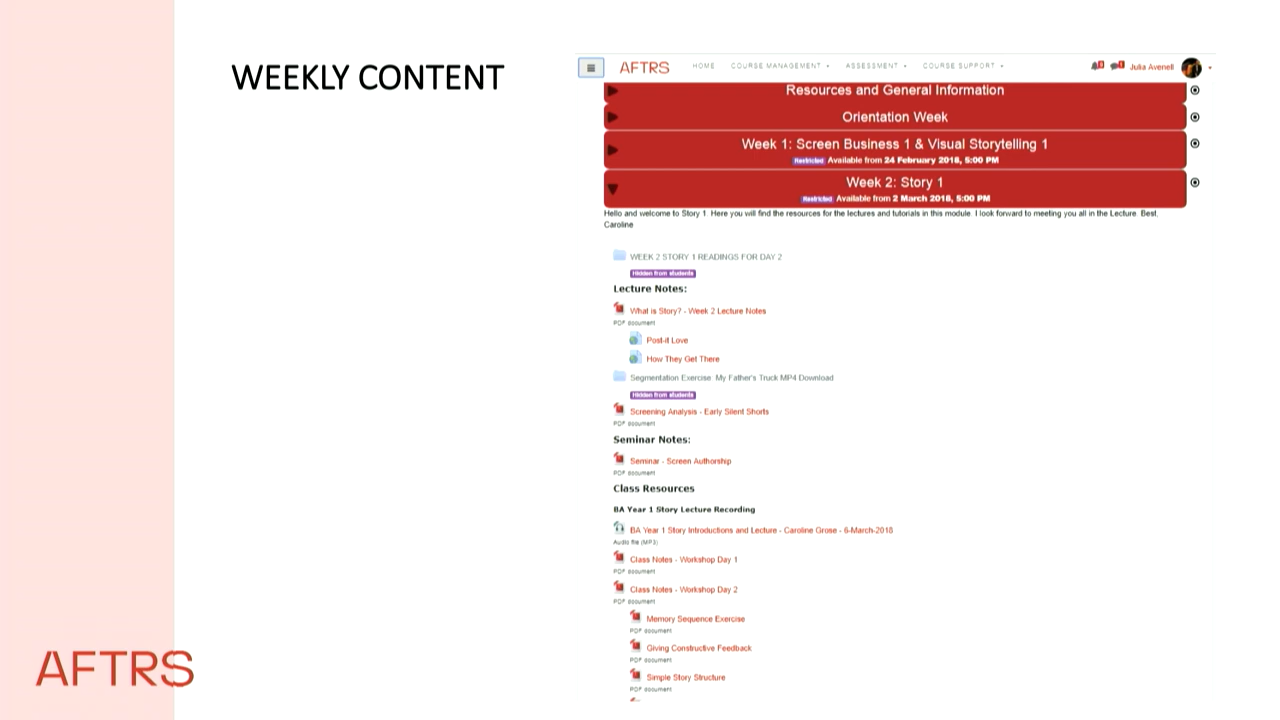 WEEKLY CONTENT
AFTRS
HOME
COURSE MANAGEMENT
ASSESSMENT
COURSE SUPPORT
Julia Avenell
Resources and General Information
Orientation Week
Week 1: Screen Business 1 & Visual Storytelling 1
Restricted Available from 24 February 2018, 5:00 PM
Week 2: Story 1
Restricted Available from 2 March 2018, 5:00 PM
Hello and welcome to Story 1. Here you will find the resources for the lectures and tutorials in this module. I look forward to meeting you all in the Lecture. Best,
Caroline
WEEK 2 STORY 1 READINGS FOR DAY 2
Hidden from students
Lecture Notes:
What is Story? - Week 2 Lecture Notes
PDF document
Post-it Love
How They Get There
Segmentation Exercise My Father's Truck MP4 Download
Hidden from students
Screening Analysis - Early Silent Shorts
PDF document
Seminar Notes:
Seminar - Screen Authorship
PDF document
Class Resources
BA Year 1 Story Lecture Recording
BA Year 1 Story Introductions and Lecture - Caroline Grose - 6-March-2018
Audio file (MP3)
Class Notes - Workshop Day 1
PDF document
Class Notes - Workshop Day 2
PDF document
Memory Sequence Exercise
PDF document
Giving Constructive Feedback
PDF document
Simple Story Structure
PDF document
AFTRS